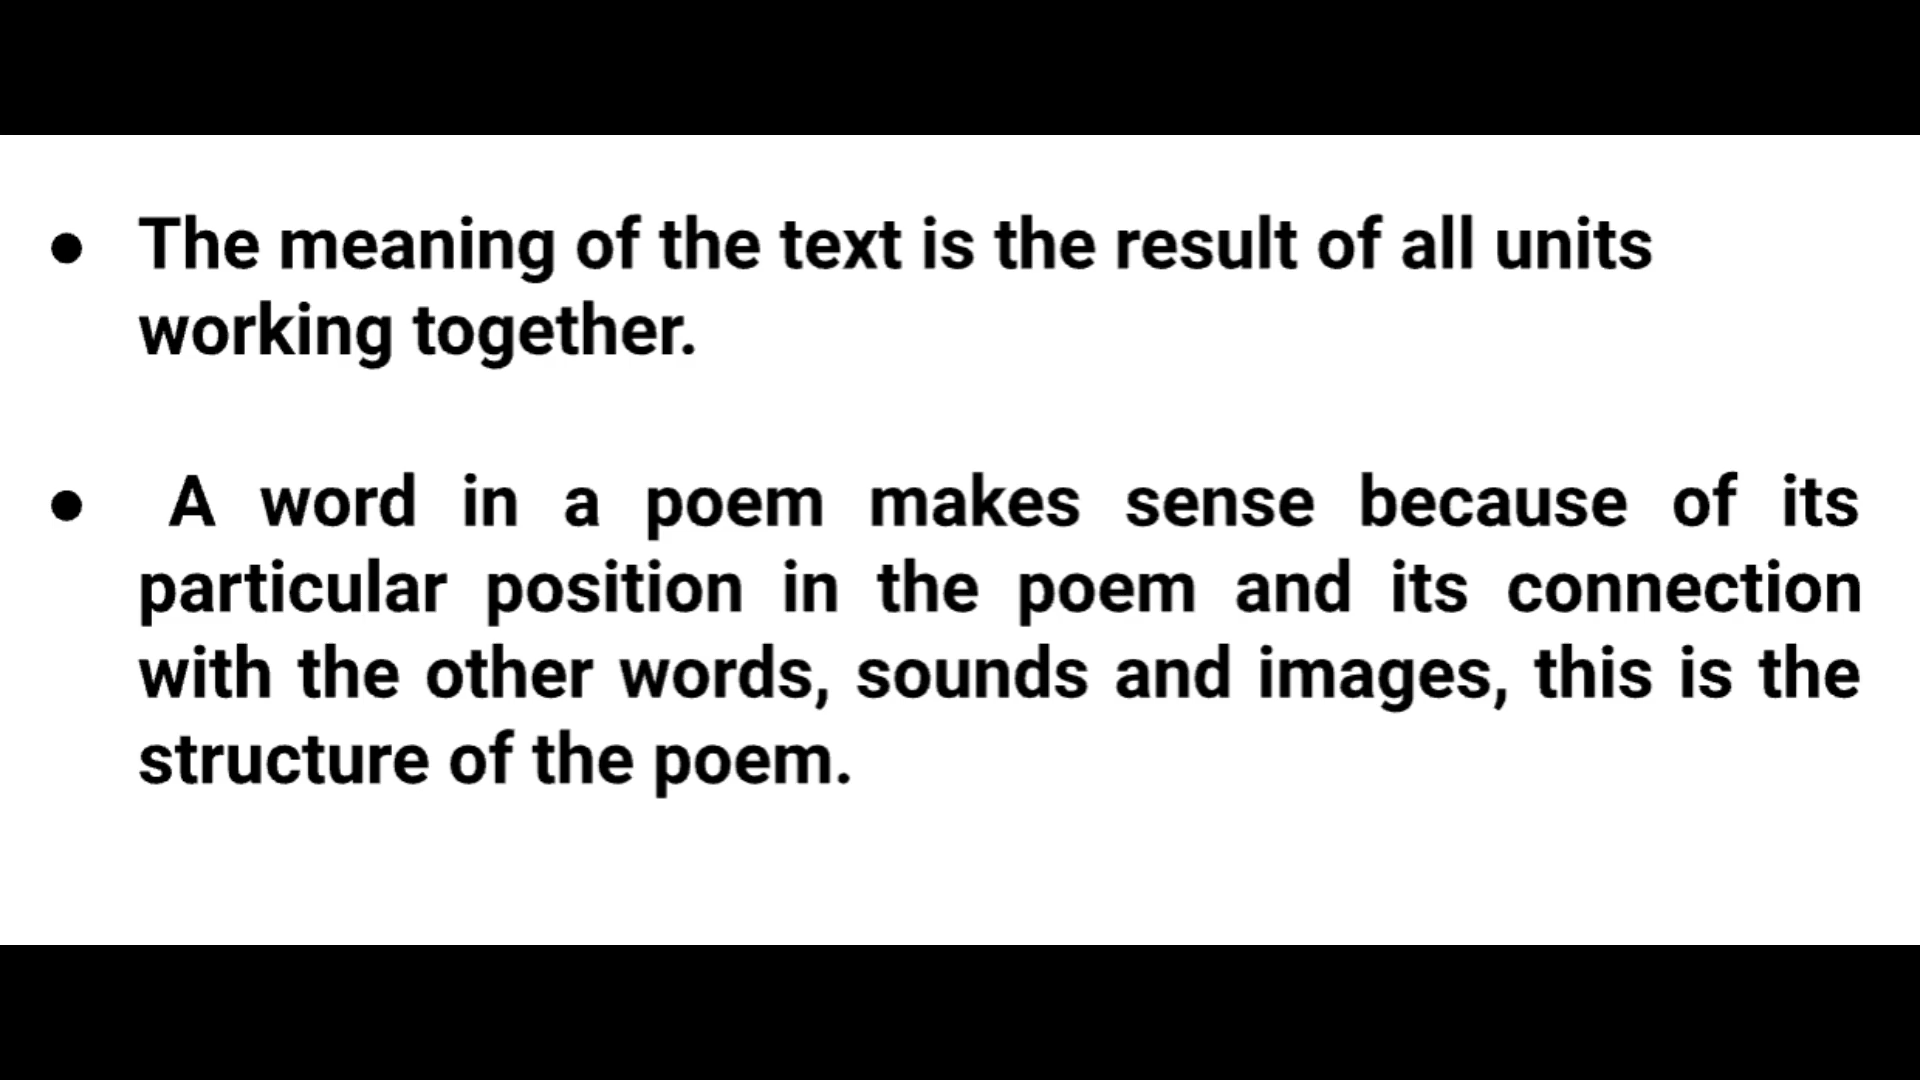 ● The meaning of the text is the result of all units
working together.
● A word in a poem makes sense because of its
particular position in the poem and its connection
with the other words, sounds and images, this is the
structure of the poem.